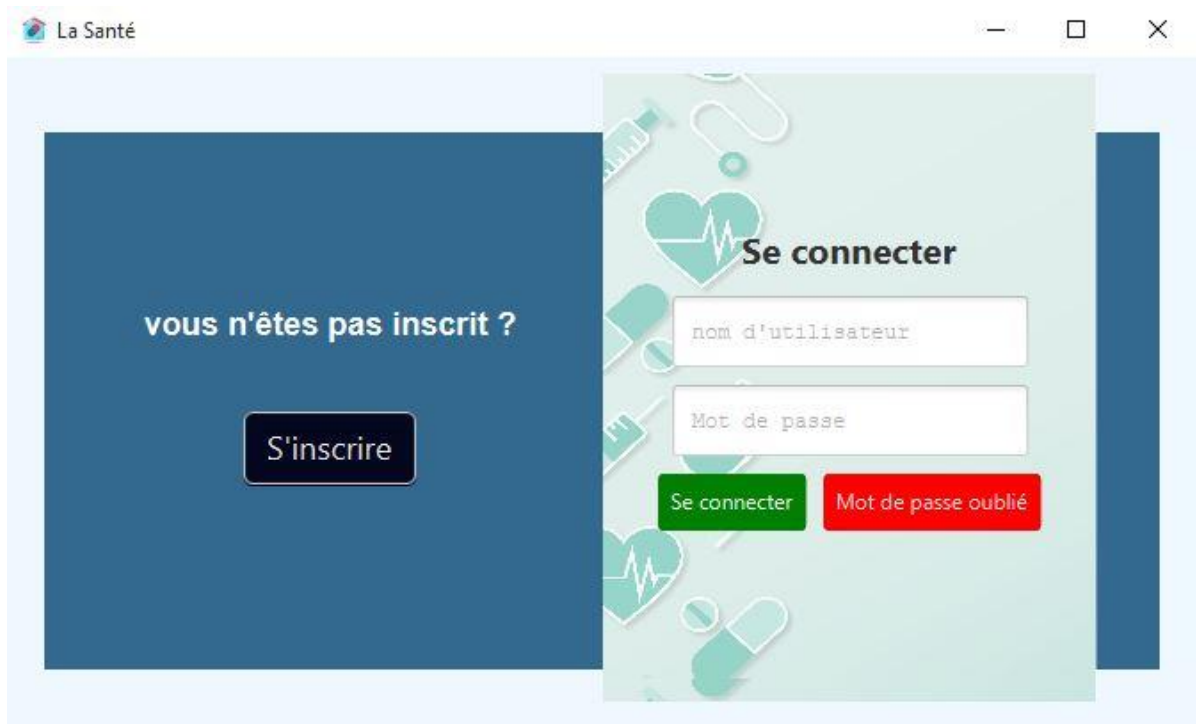 La Santé
vous n'êtes pas inscrit ?
S'inscrire
Se connecter
nom d'utilisateur
Mot de passe
Se connecter
Mot de passe oublié